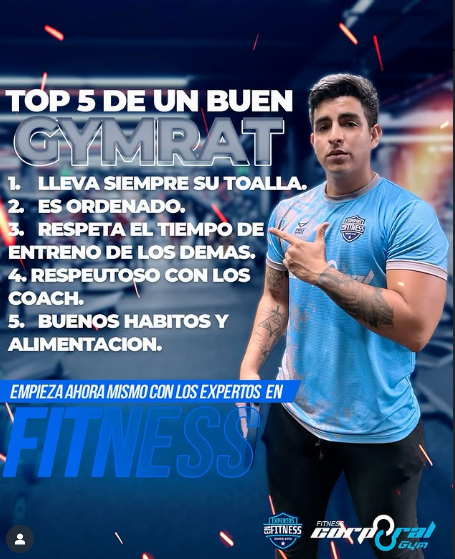 TOP 5 DE UN BUEN
GYMRAT
1. LLEVA SIEMPRE SU TOALLA.
2. ES ORDENADO.
3. RESPETA EL TIEMPO DE
ENTRENO DE LOS DEMAS.
4. RESPEUTOSO CON LOS
COACH.
5. BUENOS HABITOS Y
ALIMENTACION.
EMPIEZA AHORA MISMO CON LOS EXPERTOS EN
FITNESS
EXPERTOS
FITNESS
FITNESS
corporal
GYM